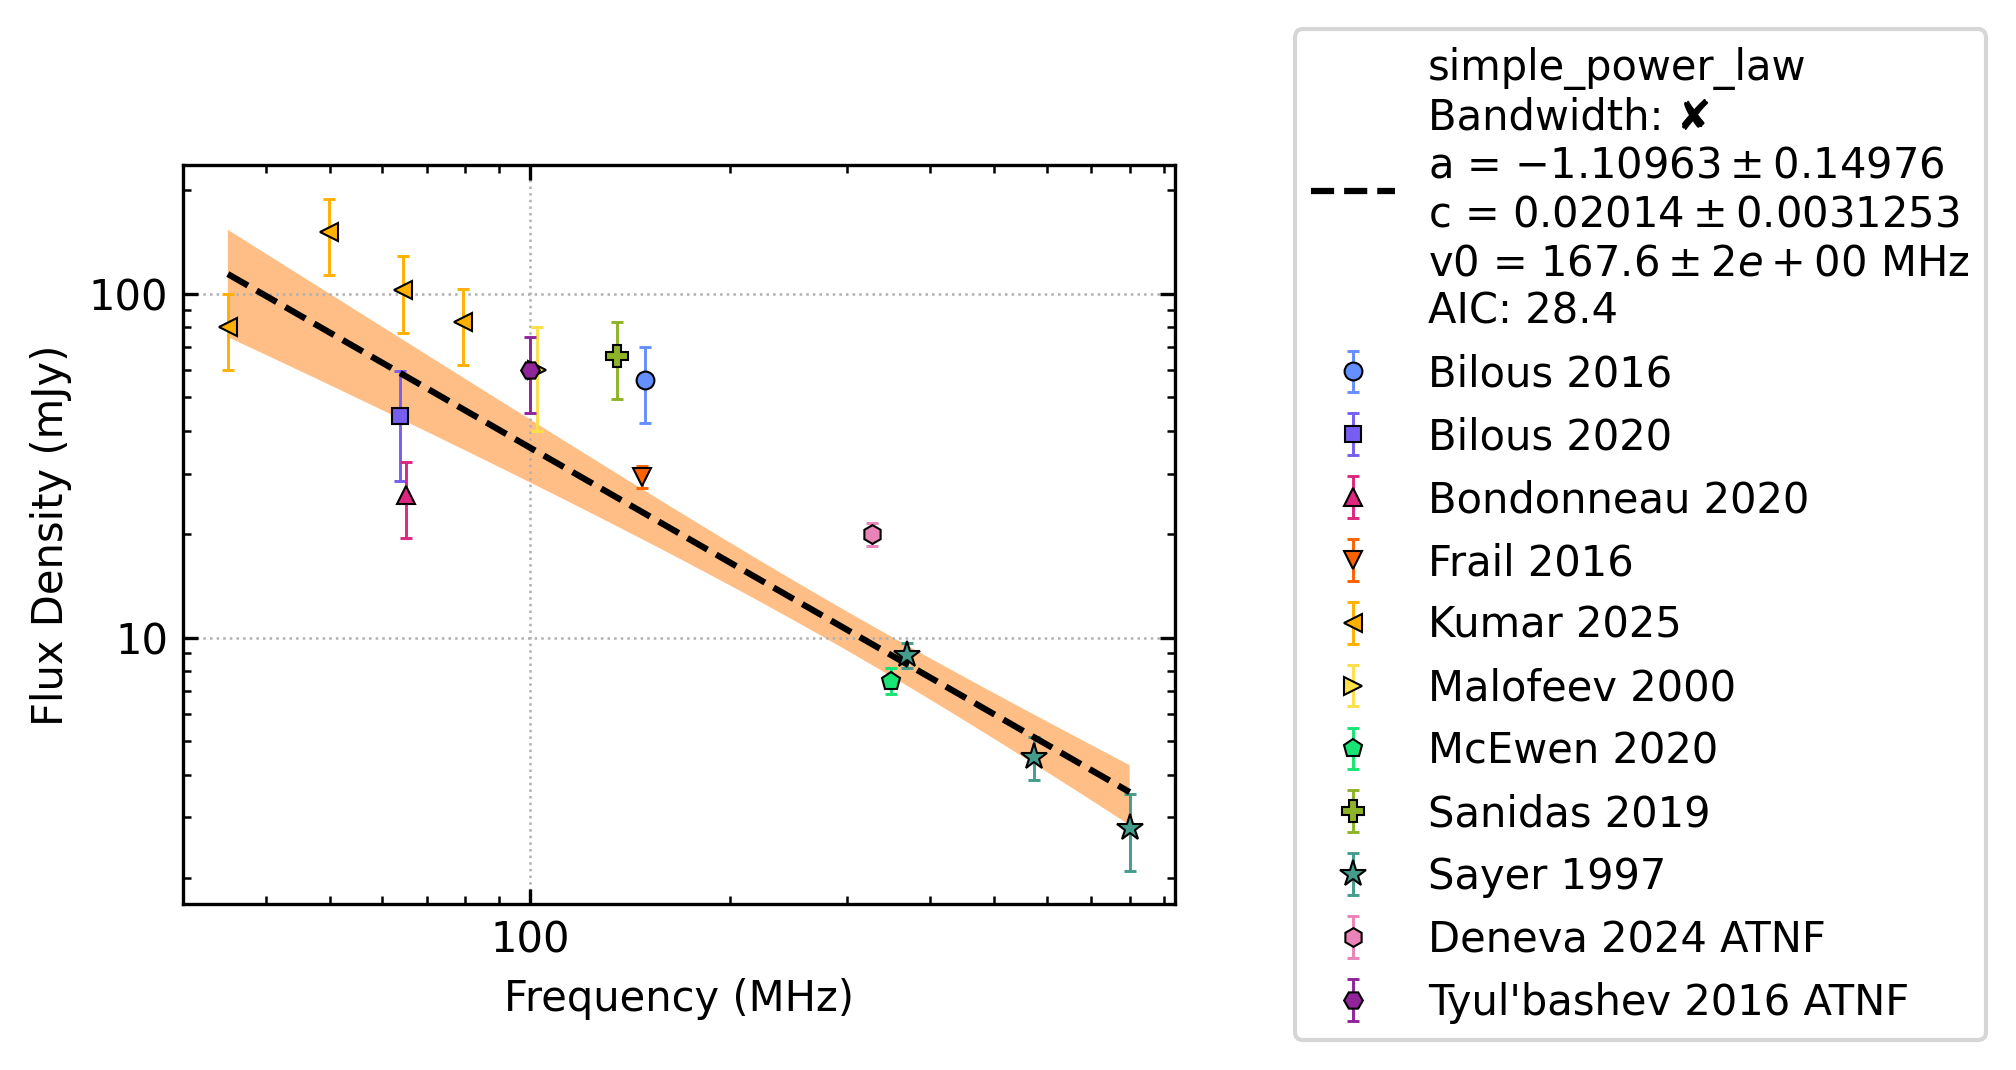 simple_power_law
Bandwidth: ✘
a = −1.10963 ± 0.14976
c = 0.02014 ± 0.0031253
v0 = 167.6 ± 2e + 00 MHz
AIC: 28.4
Bilous 2016
Bilous 2020
Bondonneau 2020
Frail 2016
Kumar 2025
Malofeev 2000
McEwen 2020
Sanidas 2019
Sayer 1997
Deneva 2024 ATNF
Tyul'bashev 2016 ATNF
100
10
Flux Density (mJy)
100
Frequency (MHz)